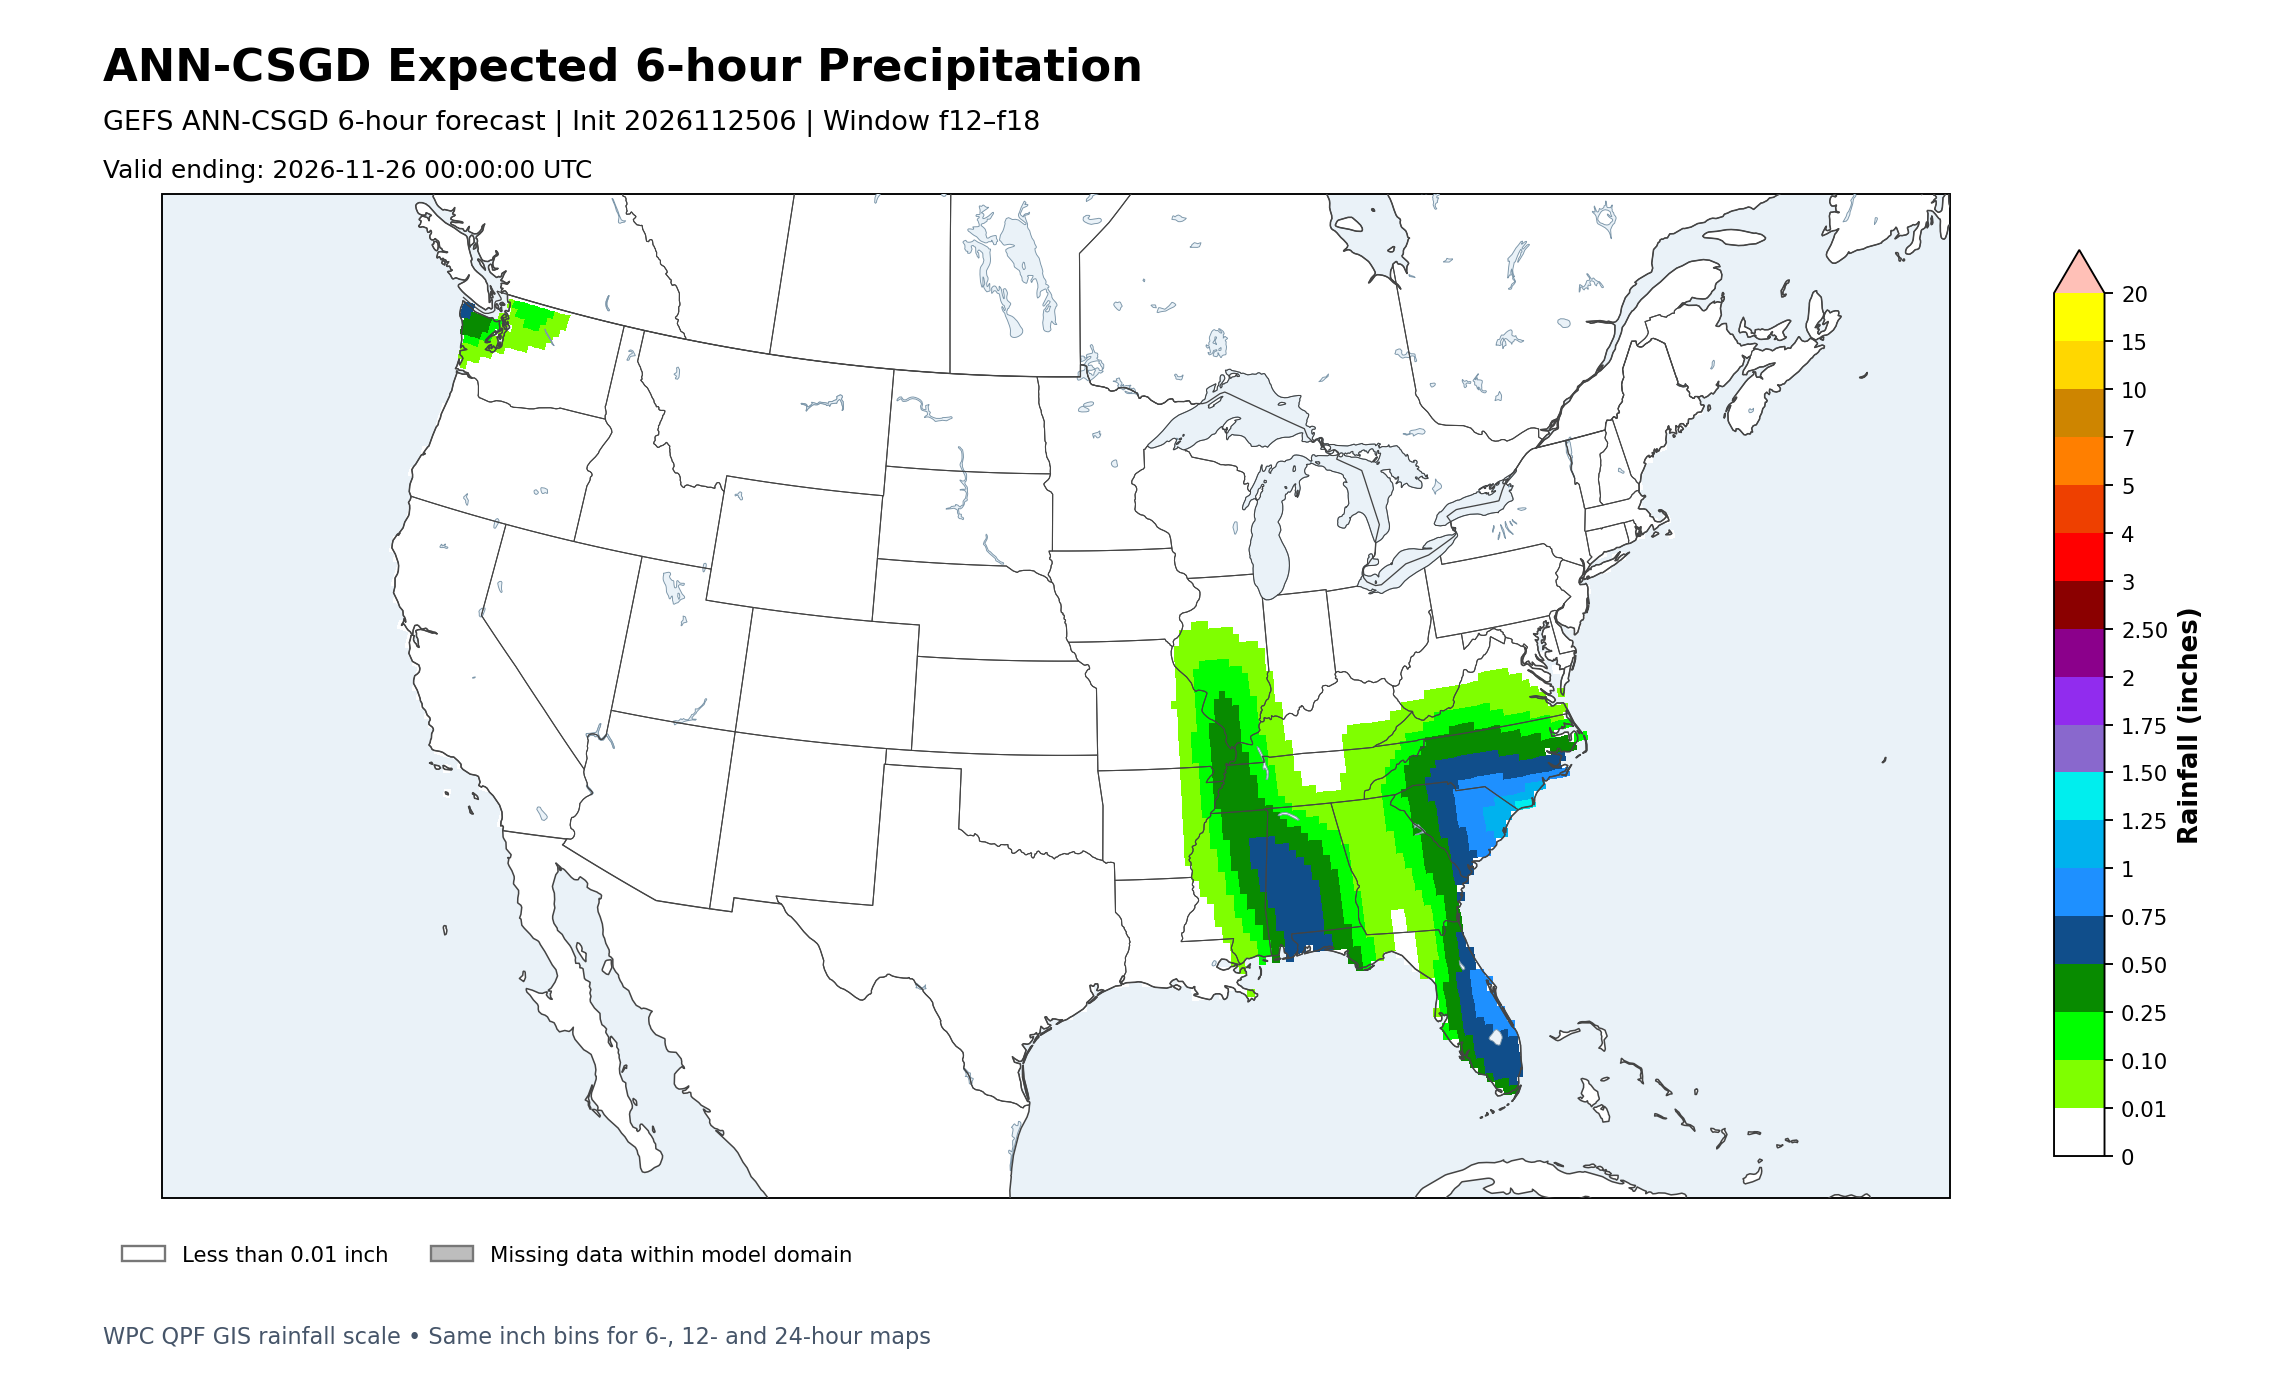 ANN-CSGD Expected 6-hour Precipitation
GEFS ANN-CSGD 6-hour forecast | Init 2026112506 | Window f12–f18
Valid ending: 2026-11-26 00:00:00 UTC
20
15
10
7
5
4
3
2.50
2
1.75
1.50
1.25
1
0.75
0.50
0.25
0.10
0.01
0
Rainfall (inches)
Less than 0.01 inch
Missing data within model domain
WPC QPF GIS rainfall scale • Same inch bins for 6-, 12- and 24-hour maps